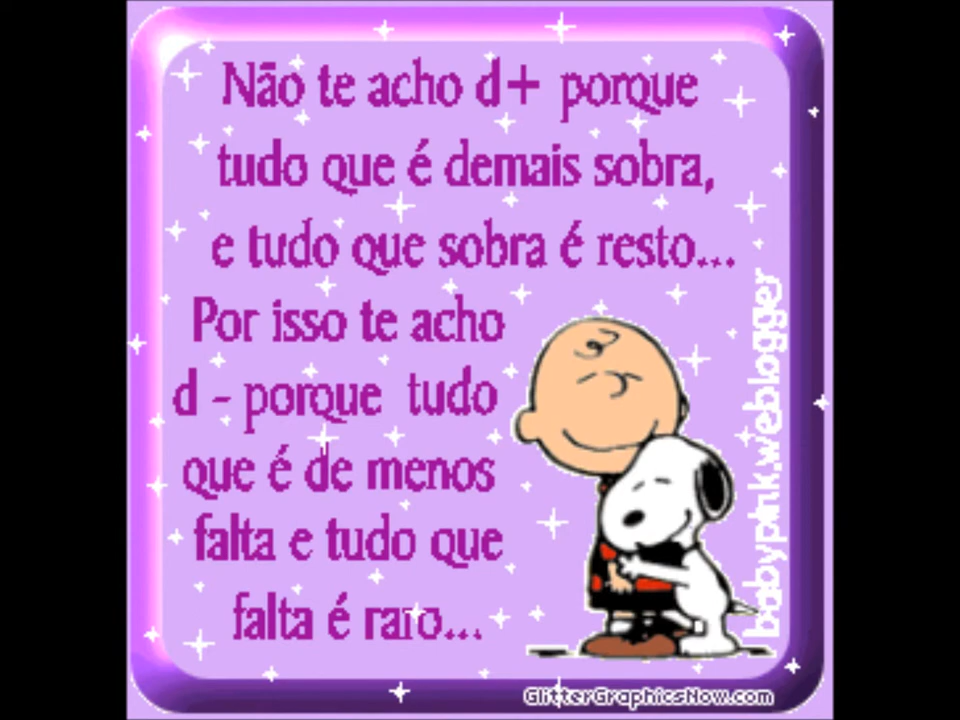 Não te acho d+ porque
tudo que é demais sobra,
e tudo que sobra é resto...
Por isso te acho
d - porque tudo
que é de menos
falta e tudo que
falta é raro...
babypink.weblogger
GlitterGraphicsNow.com